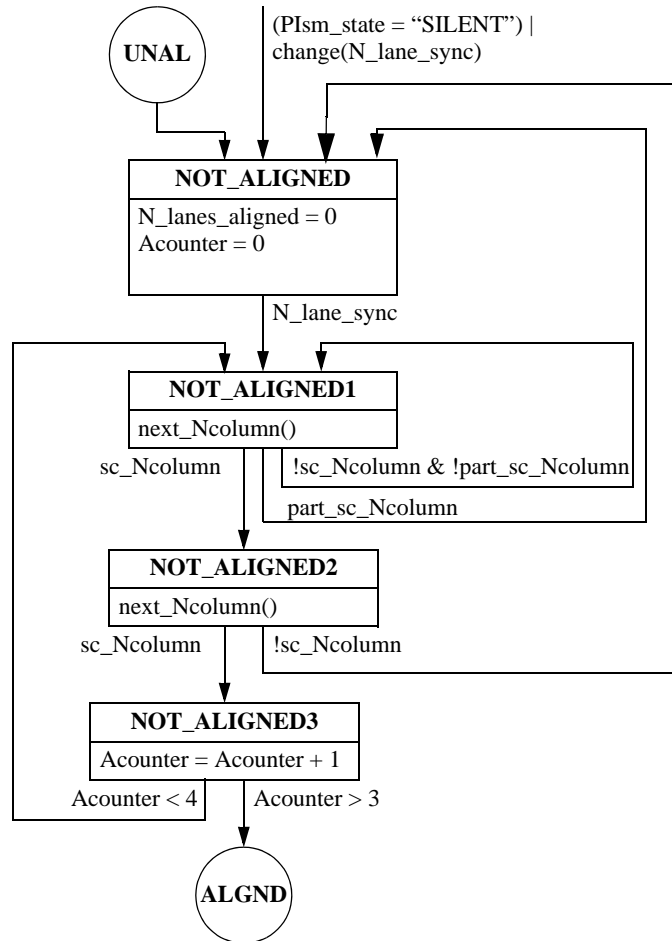 (PIsm_state = “SILENT”) |
change(N_lane_sync)
UNAL
NOT_ALIGNED
N_lanes_aligned = 0
Acounter = 0
N_lane_sync
NOT_ALIGNED1
next_Ncolumn()
sc_Ncolumn
!sc_Ncolumn & !part_sc_Ncolumn
part_sc_Ncolumn
NOT_ALIGNED2
next_Ncolumn()
sc_Ncolumn
!sc_Ncolumn
NOT_ALIGNED3
Acounter = Acounter + 1
Acounter < 4
Acounter > 3
ALGND